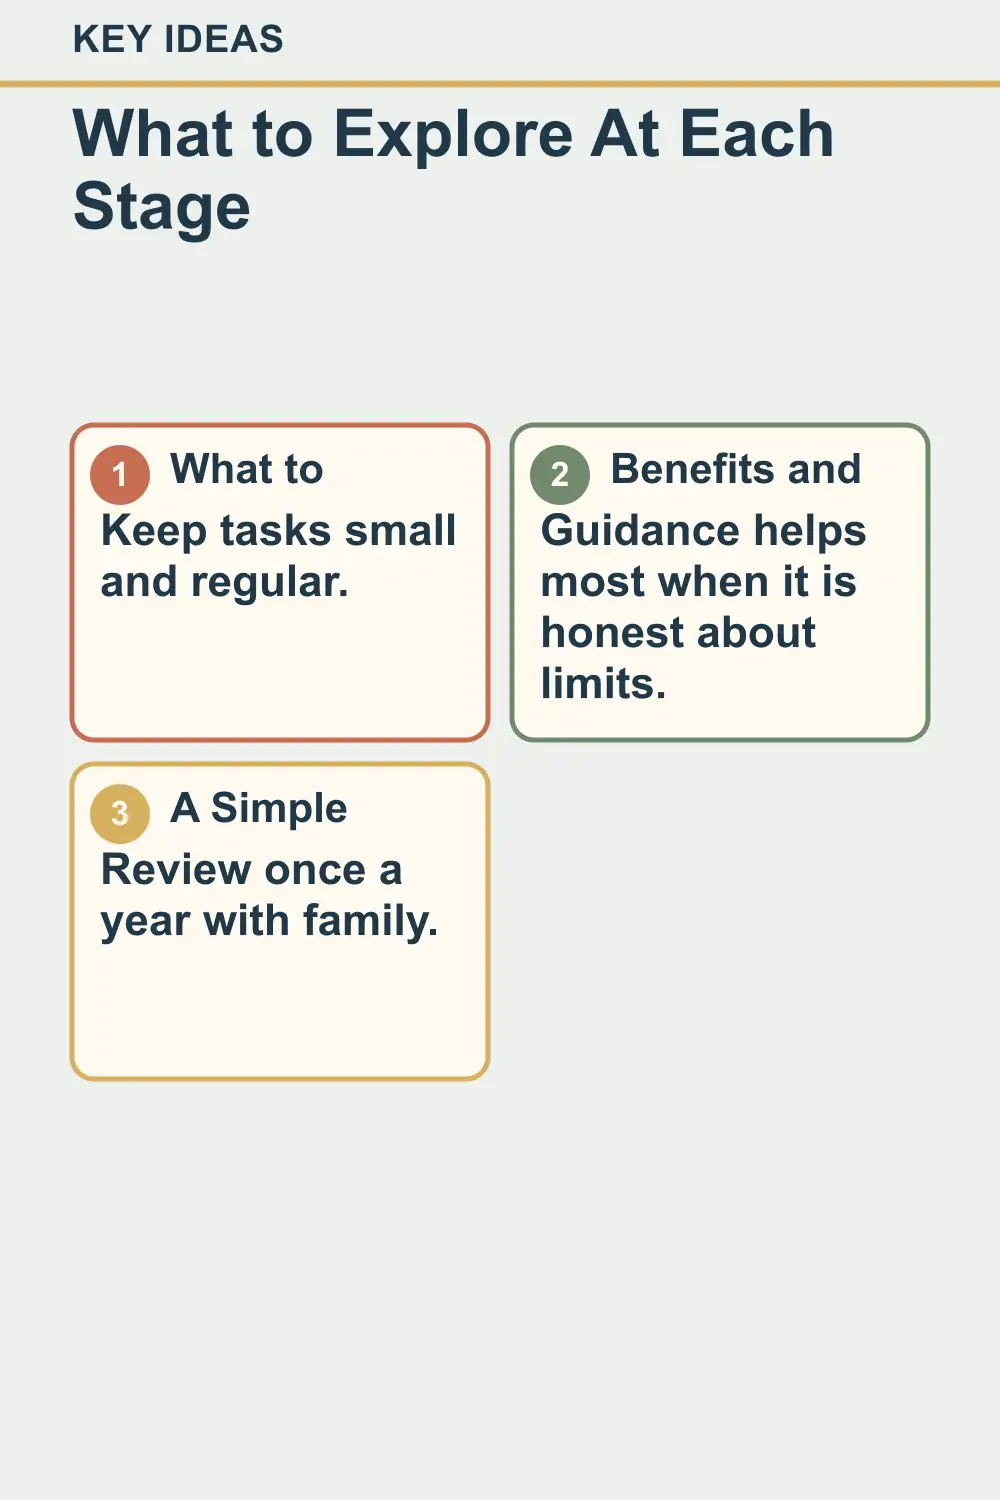 KEY IDEAS
What to Explore At Each
Stage
1 What to
Keep tasks small
and regular.
2 Benefits and
Guidance helps
most when it is
honest about
limits.
3 A Simple
Review once a
year with family.